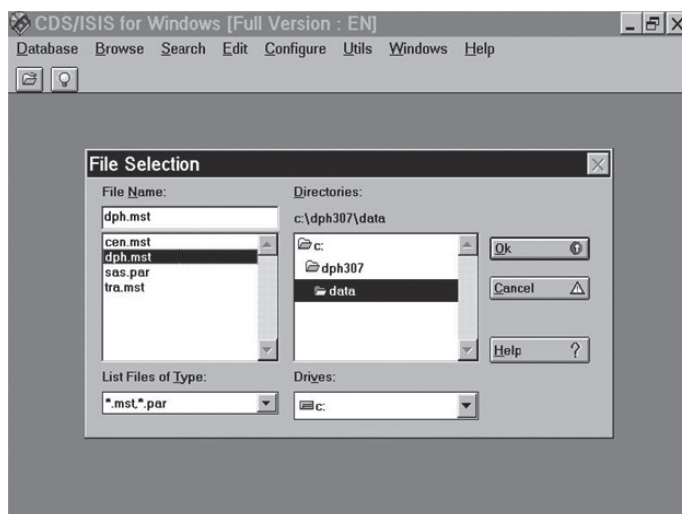 CDS/ISIS for Windows [Full Version : EN]
Database Browse Search Edit Configure Utils Windows Help
File Selection
File Name:
dph.mst
cen.mst
dph.mst
sas.par
tra.mst
List Files of Type:
*.mst,*.par
Directories:
c:\dph307\data
c:
dph307
data
Drives:
c:
Ok
Cancel
Help ?